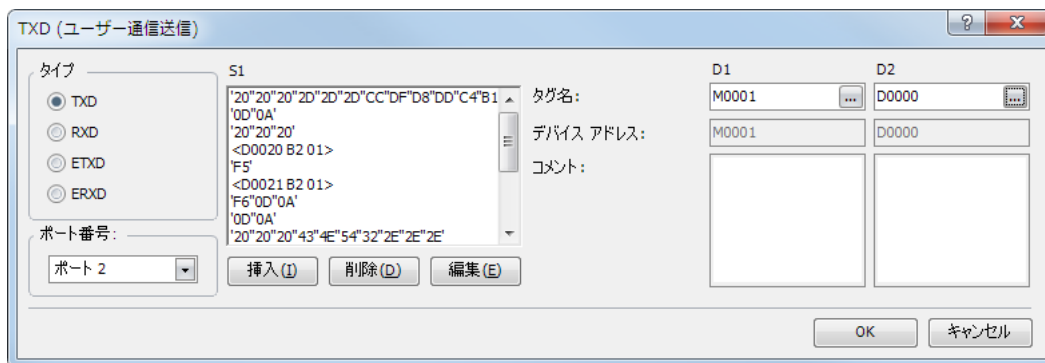 TXD (ユーザー通信送信)
タイプ
TXD
RXD
ETXD
ERXD
ポート番号:
ポート 2
S1
'20''20''20''2D''2D''2D''CC''DF''D8''DD''C4''B1
'0D''0A'
'20''20''20'
<D0020 B2 01>
'F5'
<D0021 B2 01>
'F6''0D''0A'
'0D''0A'
'20''20''20''43''4E''54''32''2E''2E''2E'
挿入(I)
削除(D)
編集(E)
D1
D2
タグ名:
M0001
...
D0000
...
デバイス アドレス:
M0001
D0000
コメント:
OK
キャンセル